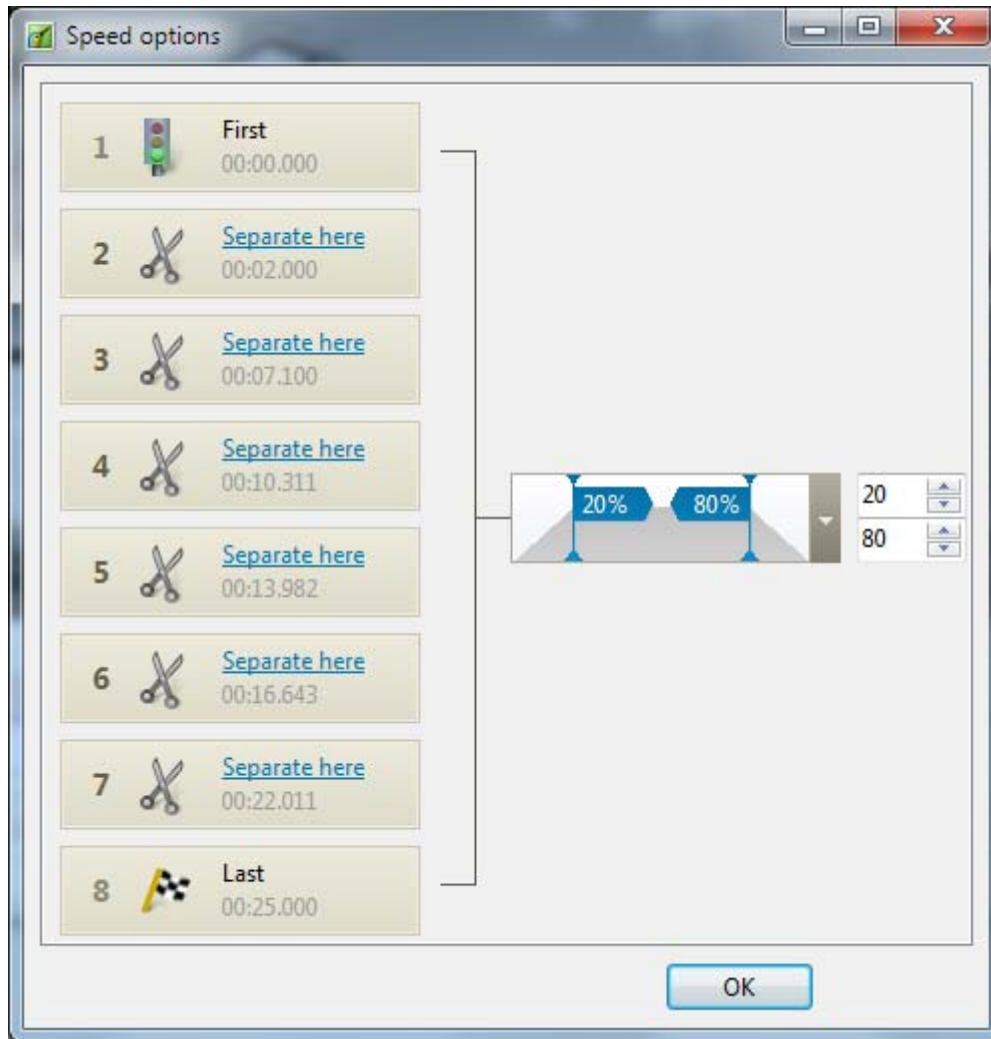 Speed options
1
First
00:00.000
2
Separate here
00:02.000
3
Separate here
00:07.100
4
Separate here
00:10.311
5
Separate here
00:13.982
6
Separate here
00:16.643
7
Separate here
00:22.011
8
Last
00:25.000
20% 80%
20
80
OK